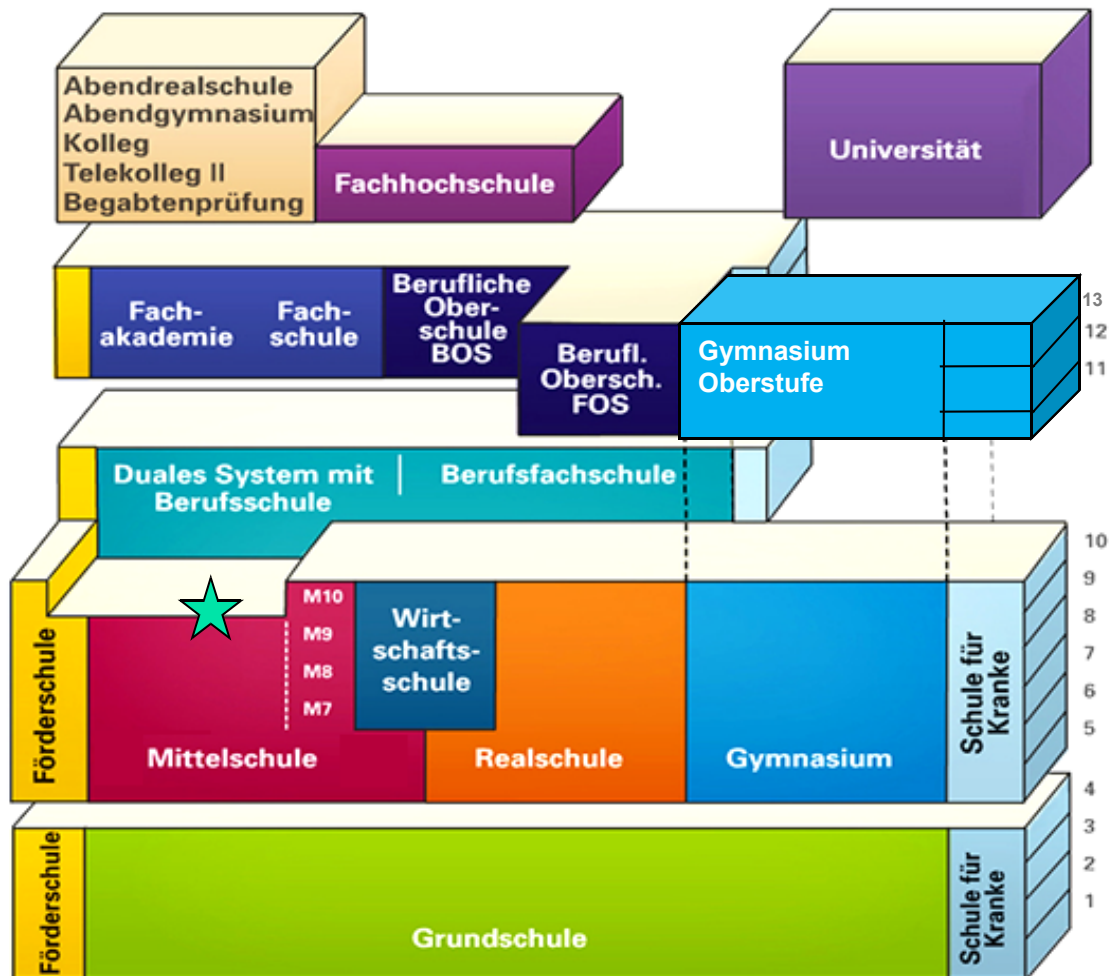 Abendrealschule
Abendgymnasium
Kolleg
Telekolleg II
Begabtenprüfung
Fachhochschule
Universität
Fach-
akademie
Fach-
schule
Berufliche
Ober-
schule
BOS
Berufl.
Obersch.
FOS
Gymnasium
Oberstufe
13
12
11
Duales System mit
Berufsschule
Berufsfachschule
10
9
8
7
6
5
Förderschule
Mittelschule
M10
M9
M8
M7
Wirt-
schafts-
schule
Realschule
Gymnasium
Schule für
Kranke
4
3
2
1
Förderschule
Grundschule
Schule für
Kranke